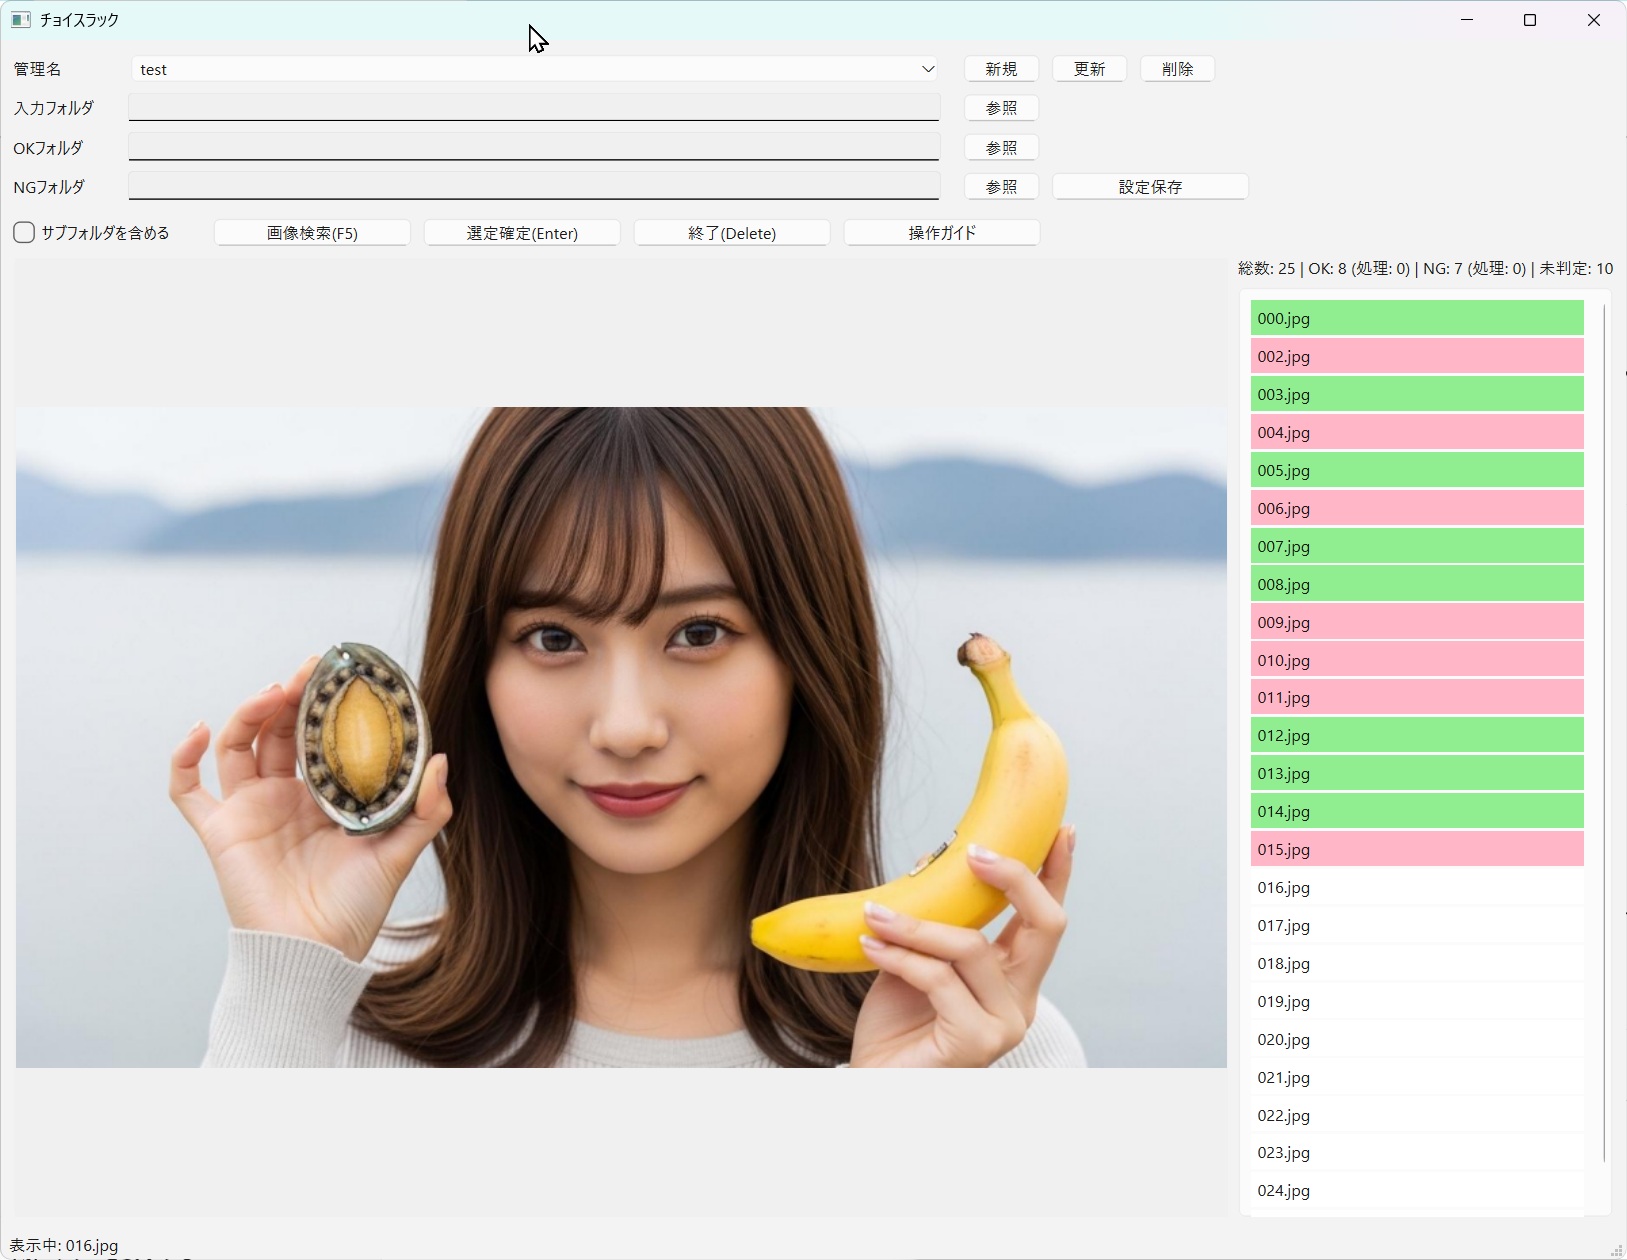 チョイスラック
管理名 test 新規 更新 削除
入力フォルダ 参照
OKフォルダ 参照
NGフォルダ 参照 設定保存
サブフォルダを含める 画像検索(F5) 選定確定(Enter) 終了(Delete) 操作ガイド
総数: 25 | OK: 8 (処理: 0) | NG: 7 (処理: 0) | 未判定: 10
000.jpg
002.jpg
003.jpg
004.jpg
005.jpg
006.jpg
007.jpg
008.jpg
009.jpg
010.jpg
011.jpg
012.jpg
013.jpg
014.jpg
015.jpg
016.jpg
017.jpg
018.jpg
019.jpg
020.jpg
021.jpg
022.jpg
023.jpg
024.jpg
表示中: 016.jpg